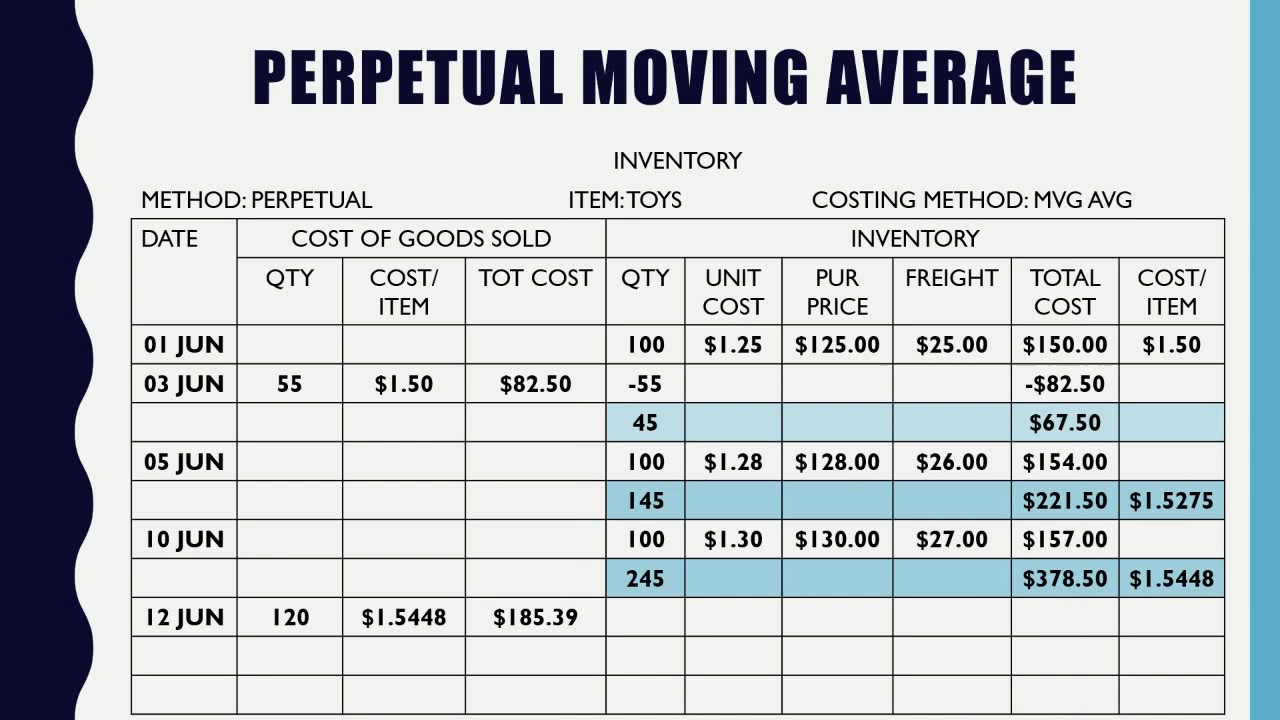 PERPETUAL MOVING AVERAGE
INVENTORY
METHOD: PERPETUAL ITEM: TOYS COSTING METHOD: MVG AVG
DATE COST OF GOODS SOLD INVENTORY
QTY COST/ TOT COST QTY UNIT PUR FREIGHT TOTAL COST/
ITEM COST PRICE COST ITEM
01 JUN 100 $1.25 $125.00 $25.00 $150.00 $1.50
03 JUN 55 $1.50 $82.50 -55 -$82.50
45 $67.50
05 JUN 100 $1.28 $128.00 $26.00 $154.00
145 $221.50 $1.5275
10 JUN 100 $1.30 $130.00 $27.00 $157.00
245 $378.50 $1.5448
12 JUN 120 $1.5448 $185.39